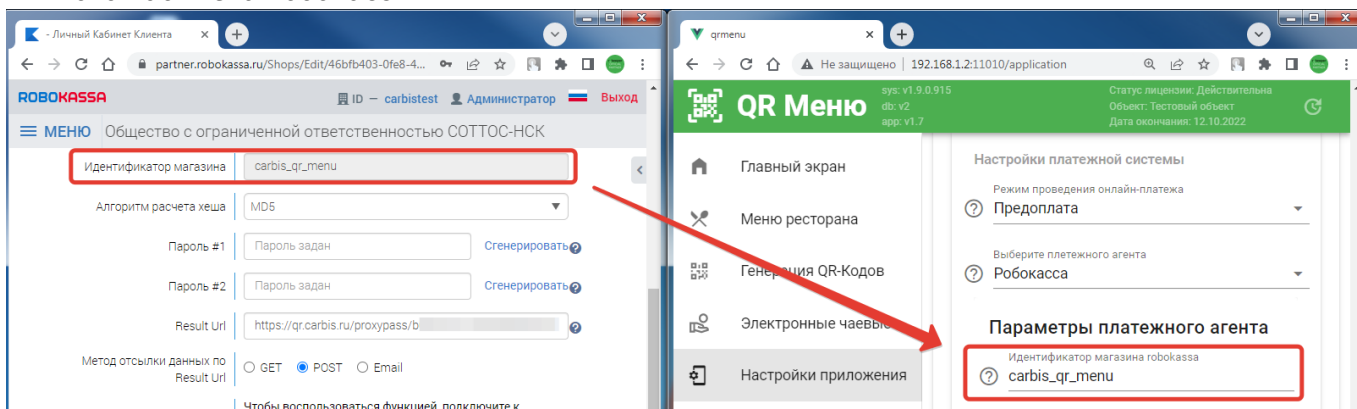 - Личный Кабинет Клиента
partner.robokassa.ru/Shops/Edit/46bfb403-0fe8-4...
ROBOKASSA
ID — carbistest Администратор Выход
МЕНЮ Общество с ограниченной ответственностью СОТТОС-НСК
Идентификатор магазина carbis_qr_menu
Алгоритм расчета хеша MD5
Пароль #1 Пароль задан Сгенерировать
Пароль #2 Пароль задан Сгенерировать
Result Url https://qr.carbis.ru/proxypass/b
Метод отсылки данных по
Result Url
GET POST Email
Чтобы воспользоваться функцией, подключите к
qrmenu
Не защищено 192.168.1.2:11010/application
QR Меню
sys: v1.9.0.915
db: v2
app: v1.7
Статус лицензии: Действительна
Объект: Тестовый объект
Дата окончания: 12.10.2022
Главный экран
Меню ресторана
Генерация QR-Кодов
Электронные чаевые
Настройки приложения
Настройки платежной системы
Режим проведения онлайн-платежа
Предоплата
Выберите плетежного агента
Робокасса
Параметры платежного агента
Идентификатор магазина robokassa
carbis_qr_menu